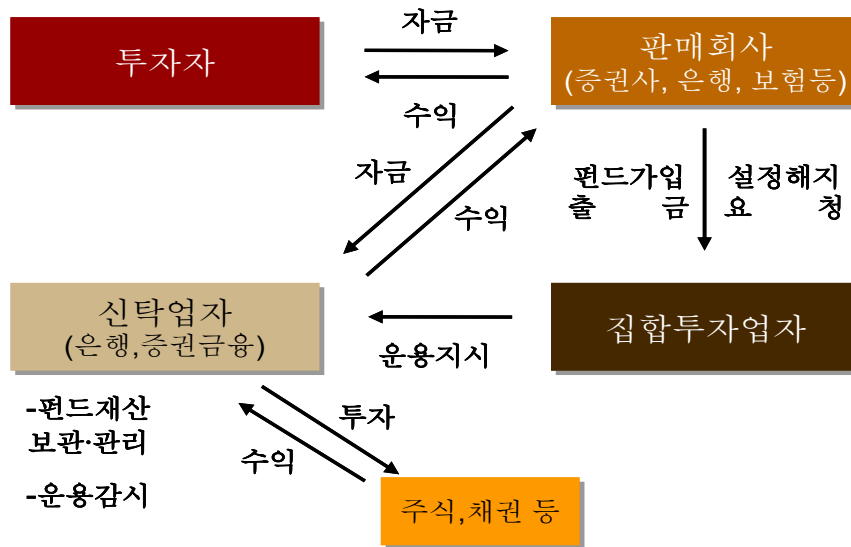 투자자
자금
수익
판매회사
(증권사, 은행, 보험등)
자금
수익
펀드가입
출 금
설정해지
요 청
신탁업자
(은행,증권금융)
운용지시
집합투자업자
-펀드재산
보관·관리
-운용감시
투자
수익
주식,채권 등